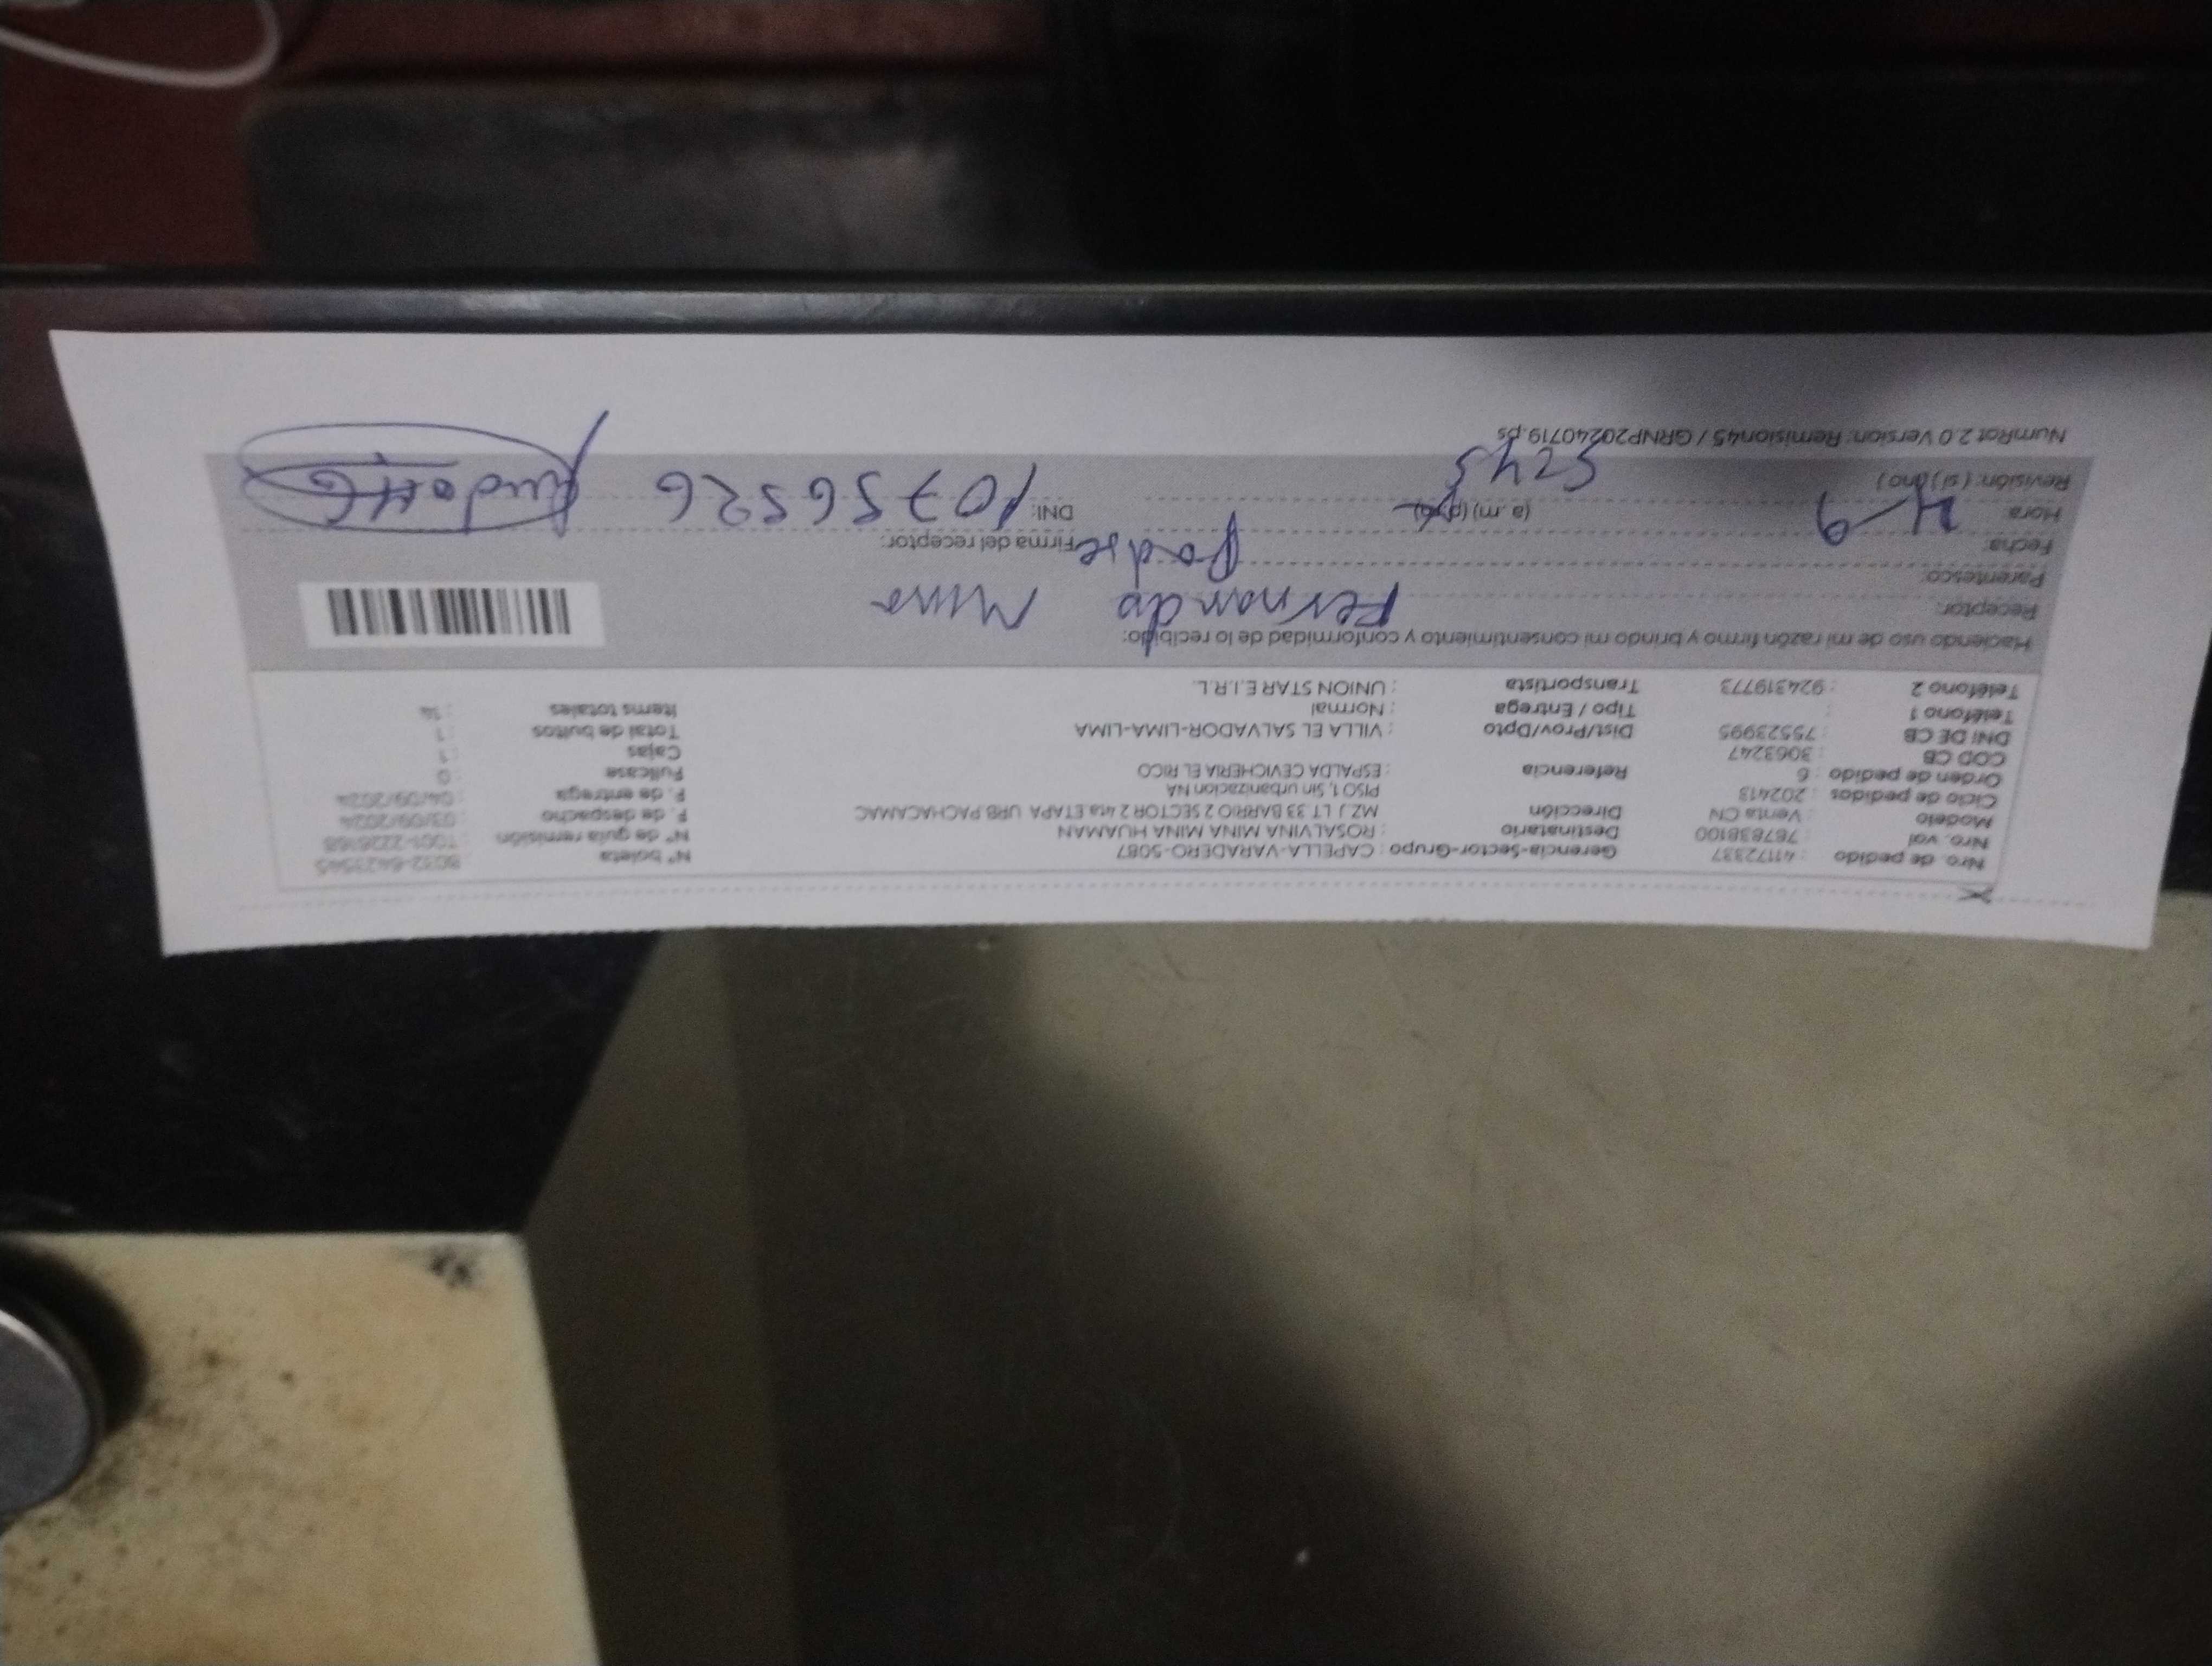 Nro. de pedido : 41172337 Gerencia-Sector-Grupo : CAPELLA-VARADERO-5087 N° boleta
Nro. val : 787838100 Destinatario : ROSALVINA MINA MINA HUAMAN N° de guía remisión : T001-2226168
Modelo : Venta CN Dirección MZ J LT 33 BARRIO 2 SECTOR 2 4ta ETAPA URB PACHACAMAC F. de despacho : 03/09/2024
Ciclo de pedidos : 202413 PISO 1, Sin urbanizacion NA F. de entrega : 04/09/2024
Orden de pedido : 6 Referencia : ESPALDA CEVICHERIA EL RICO Fullcase : 0
COD CB : 3063247 Cajas : 1
DNI DE CB : 75523995 Dist/Prov/Dpto VILLA EL SALVADOR-LIMA-LIMA Total de bultos : 1
Teléfono 1 : Tipo / Entrega : Normal Items totales : 14
Teléfono 2 : 924319773 Transportista : UNION STAR E.I.R.L.
Haciendo uso de mi razón firmo y brindo mi consentimiento y conformidad de lo recibido:
Receptor: Fernando Mina
Parentesco: Padre
Fecha: 4-9 Firma del receptor:
Hora: 5:45 (a.m) (p.m) DNI: 10756526
Revisión: ( si ) (no )
NumRot 2.0 Version: Remision45 / GRNP20240719.ps